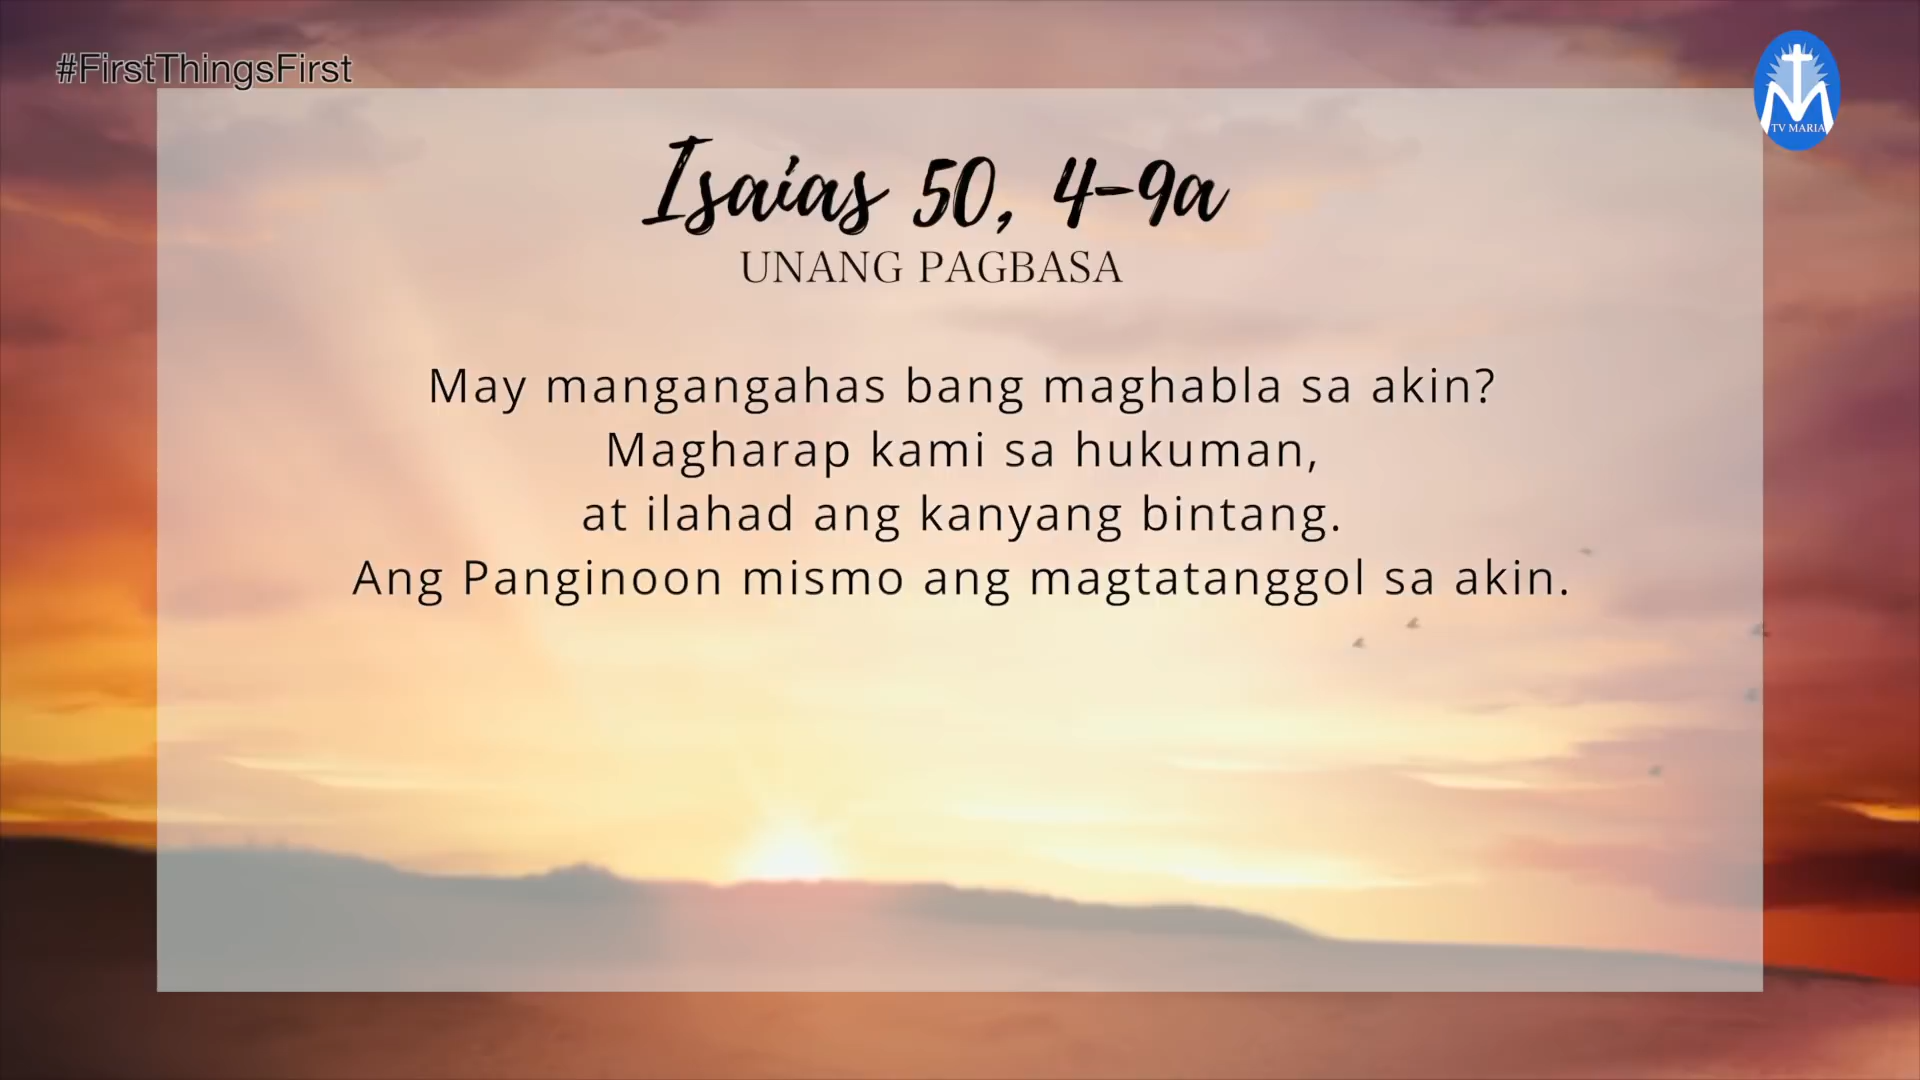 #FirstThingsFirst
TV MARIA
Isaias 50, 4-9a
UNANG PAGBASA
May mangangahas bang maghabla sa akin?
Magharap kami sa hukuman,
at ilahad ang kanyang bintang.
Ang Panginoon mismo ang magtatanggol sa akin.